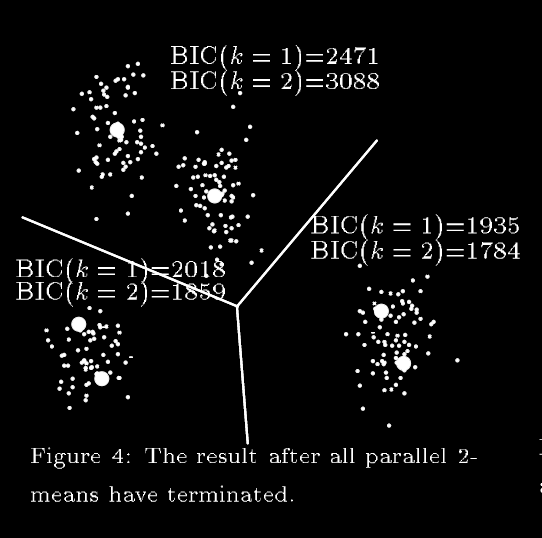 BIC(k = 1)=2471
BIC(k = 2)=3088
BIC(k = 1)=1935
BIC(k = 2)=1784
BIC(k = 1)=2018
BIC(k = 2)=1859
Figure 4: The result after all parallel 2-
means have terminated.